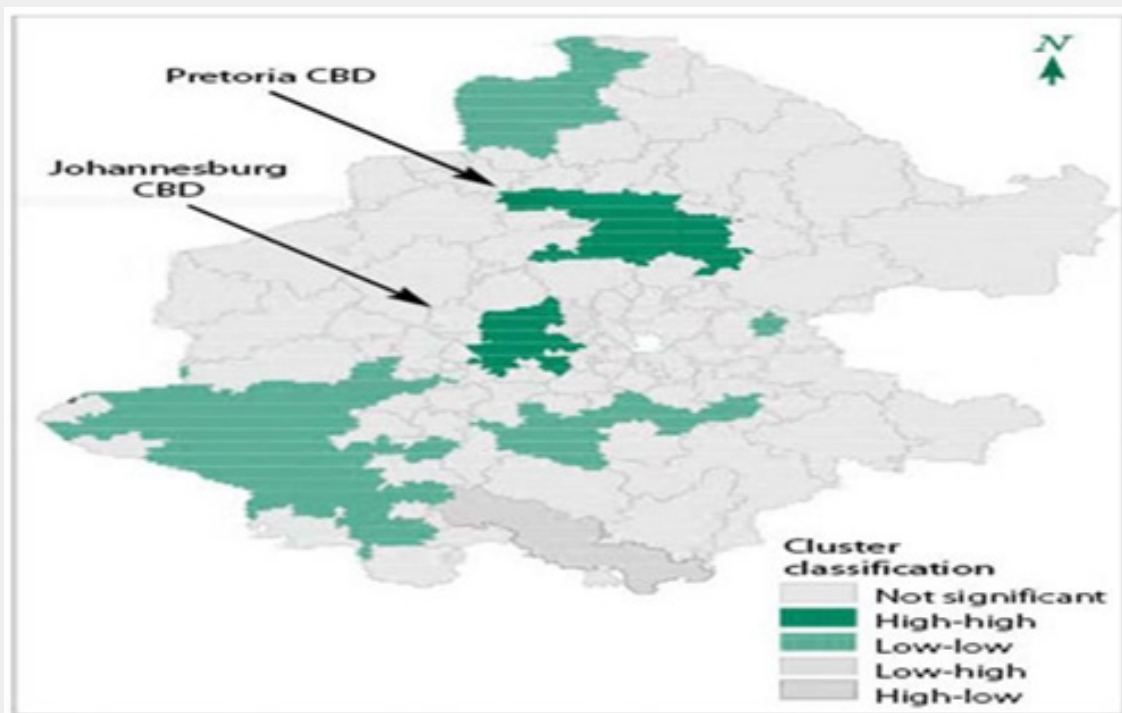 N
Pretoria CBD
Johannesburg
CBD
Cluster
classification
Not significant
High-high
Low-low
Low-high
High-low